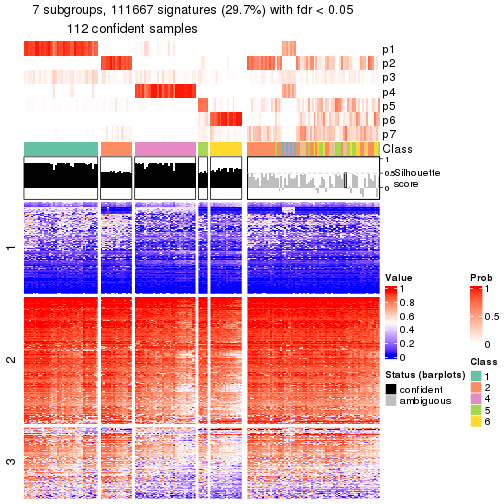 7 subgroups, 111667 signatures (29.7%) with fdr < 0.05
112 confident samples
p1
p2
p3
p4
p5
p6
p7
Class
1
0.5
0
Silhouette
score
1
2
3
Value
1
0.8
0.6
0.4
0.2
0
Prob
1
0.5
0
Status (barplots)
confident
ambiguous
Class
1
2
4
5
6